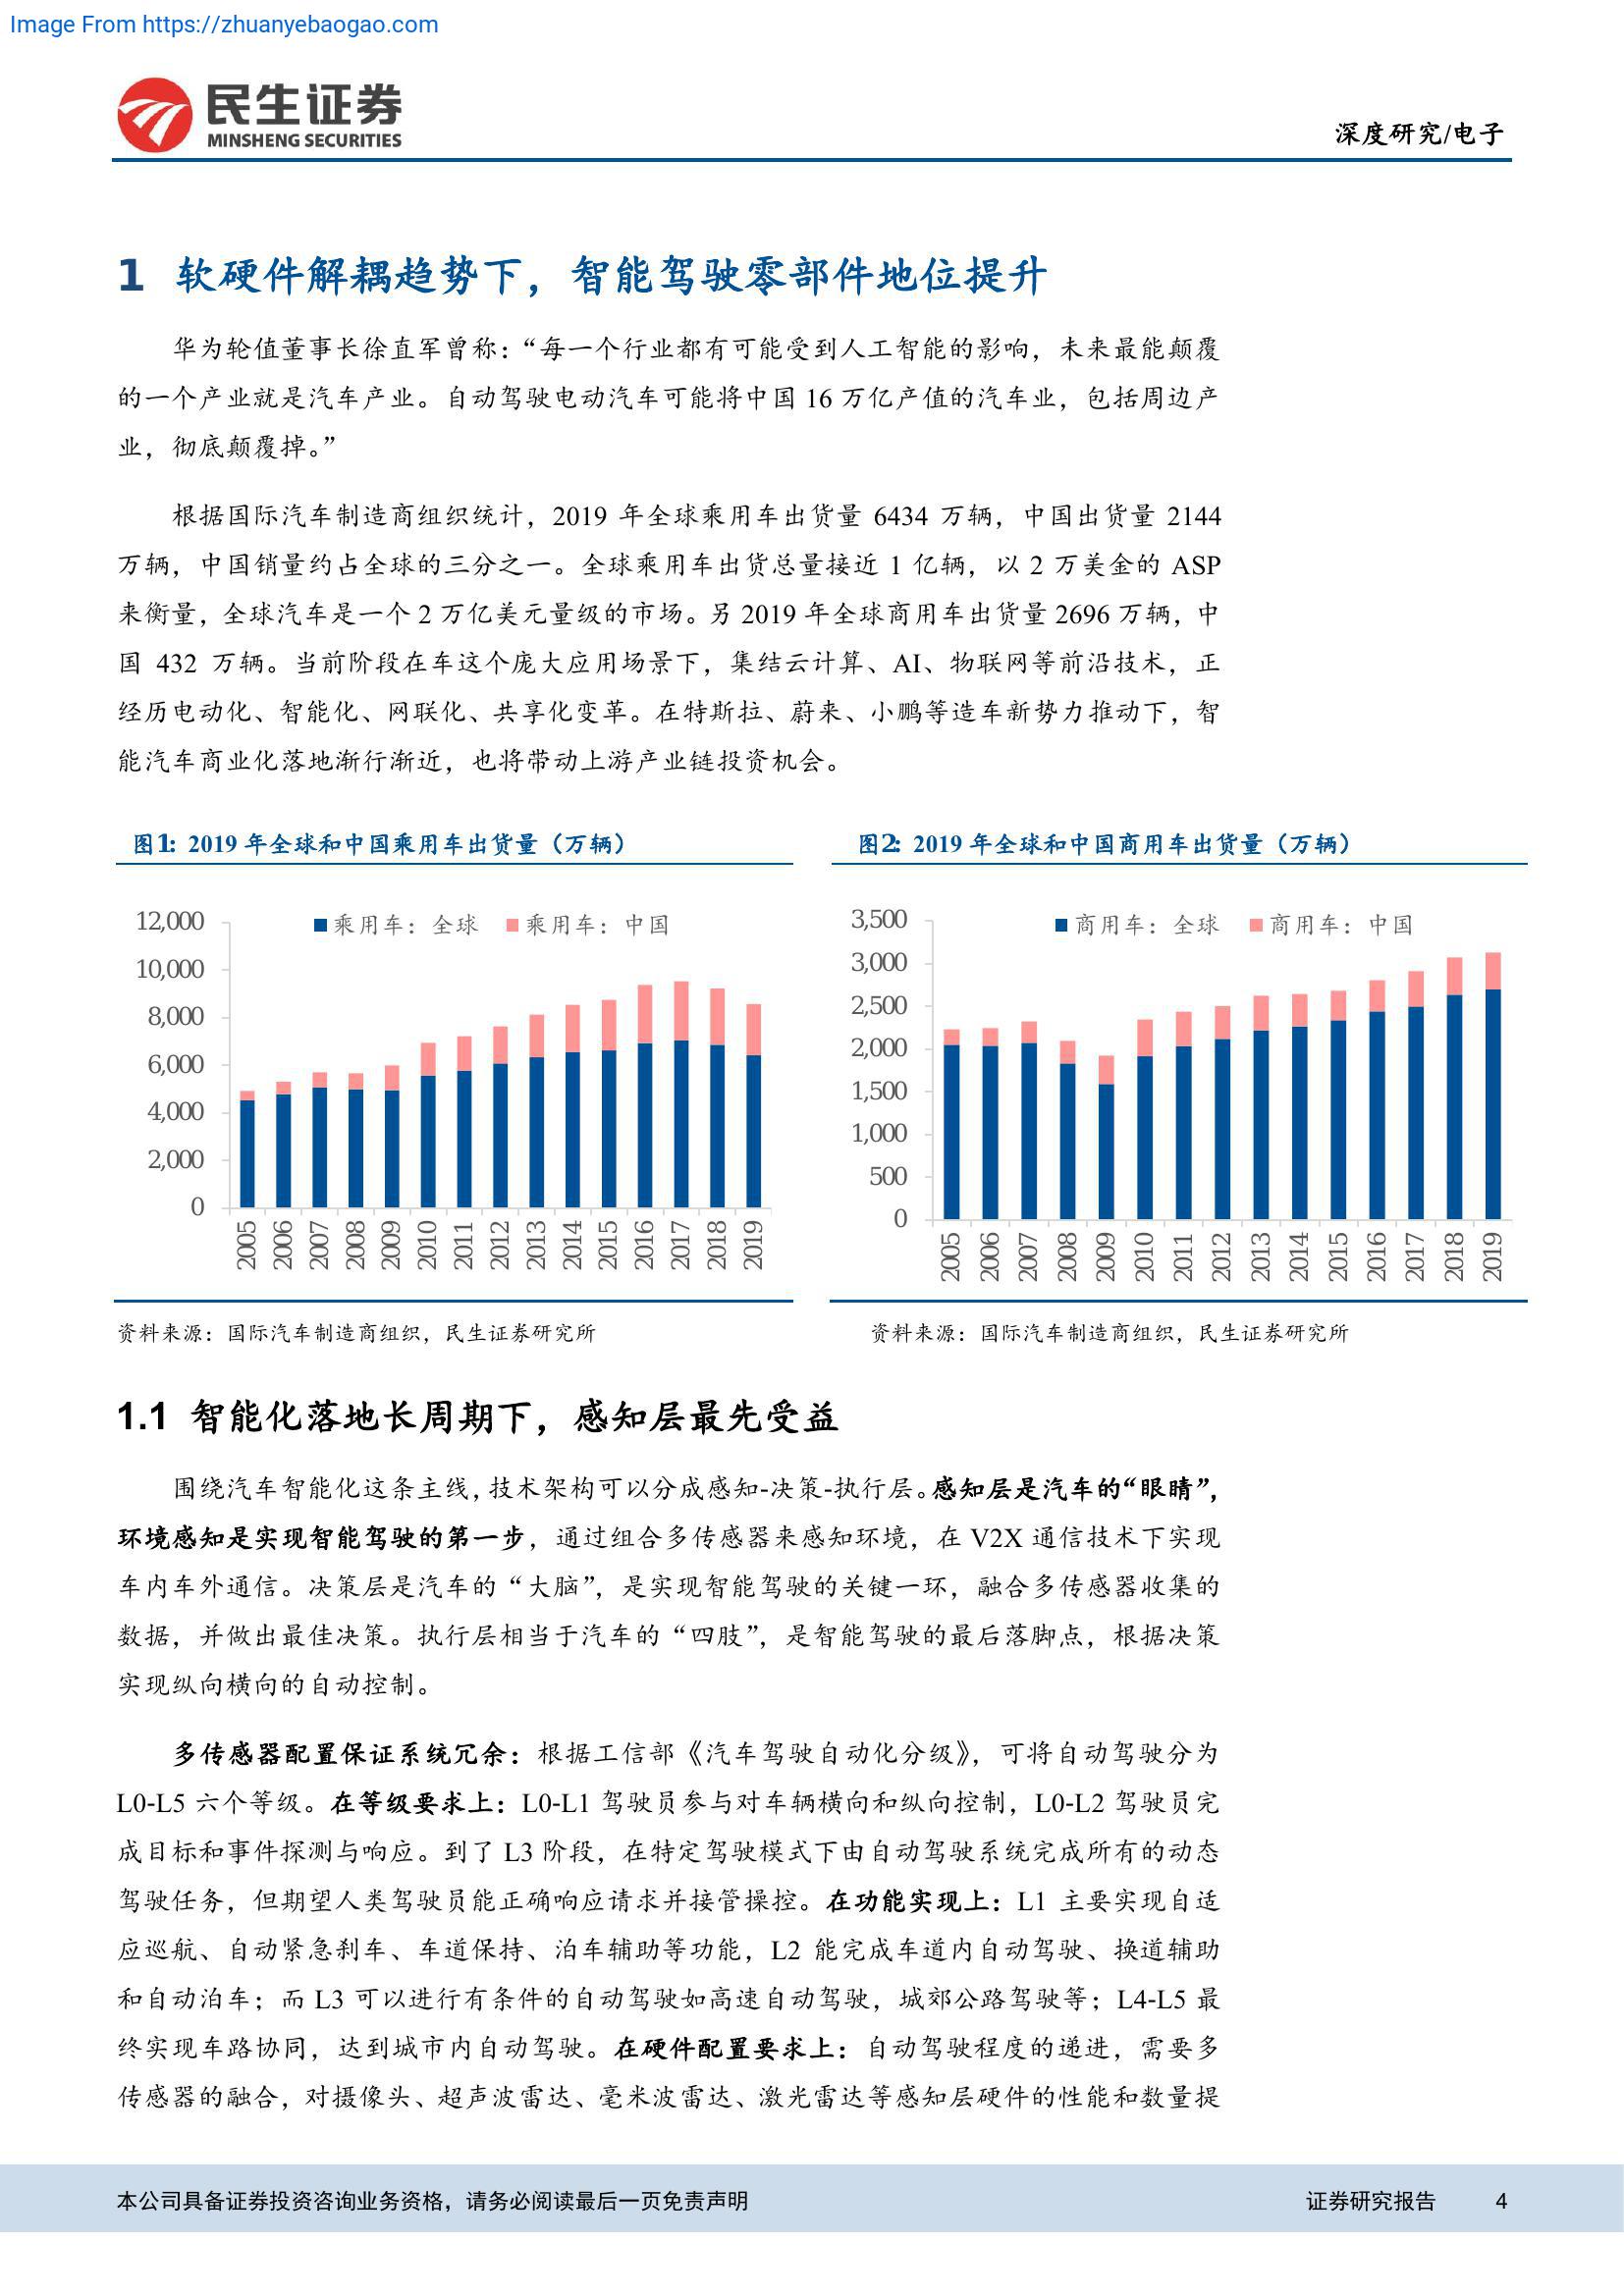 Image From https://zhuanyebaogao.com
民生证券
MINSHENG SECURITIES
深度研究/电子
1 软硬件解耦趋势下，智能驾驶零部件地位提升
华为轮值董事长徐直军曾称：“每一个行业都有可能受到人工智能的影响，未来最能颠覆
的一个产业就是汽车产业。自动驾驶电动汽车可能将中国 16 万亿产值的汽车业，包括周边产
业，彻底颠覆掉。”
根据国际汽车制造商组织统计，2019 年全球乘用车出货量 6434 万辆，中国出货量 2144
万辆，中国销量约占全球的三分之一。全球乘用车出货总量接近 1 亿辆，以 2 万美金的 ASP
来衡量，全球汽车是一个 2 万亿美元量级的市场。另 2019 年全球商用车出货量 2696 万辆，中
国 432 万辆。当前阶段在车这个庞大应用场景下，集结云计算、AI、物联网等前沿技术，正
经历电动化、智能化、网联化、共享化变革。在特斯拉、蔚来、小鹏等造车新势力推动下，智
能汽车商业化落地渐行渐近，也将带动上游产业链投资机会。
图1: 2019 年全球和中国乘用车出货量（万辆）
乘用车：全球 乘用车：中国
12,000
10,000
8,000
6,000
4,000
2,000
0
2005 2006 2007 2008 2009 2010 2011 2012 2013 2014 2015 2016 2017 2018 2019
资料来源：国际汽车制造商组织，民生证券研究所
图2: 2019 年全球和中国商用车出货量（万辆）
商用车：全球 商用车：中国
3,500
3,000
2,500
2,000
1,500
1,000
500
0
2005 2006 2007 2008 2009 2010 2011 2012 2013 2014 2015 2016 2017 2018 2019
资料来源：国际汽车制造商组织，民生证券研究所
1.1 智能化落地长周期下，感知层最先受益
围绕汽车智能化这条主线，技术架构可以分成感知-决策-执行层。感知层是汽车的“眼睛”，
环境感知是实现智能驾驶的第一步，通过组合多传感器来感知环境，在 V2X 通信技术下实现
车内车外通信。决策层是汽车的“大脑”，是实现智能驾驶的关键一环，融合多传感器收集的
数据，并做出最佳决策。执行层相当于汽车的“四肢”，是智能驾驶的最后落脚点，根据决策
实现纵向横向的自动控制。
多传感器配置保证系统冗余：根据工信部《汽车驾驶自动化分级》，可将自动驾驶分为
L0-L5 六个等级。在等级要求上：L0-L1 驾驶员参与对车辆横向和纵向控制，L0-L2 驾驶员完
成目标和事件探测与响应。到了 L3 阶段，在特定驾驶模式下由自动驾驶系统完成所有的动态
驾驶任务，但期望人类驾驶员能正确响应请求并接管操控。在功能实现上：L1 主要实现自适
应巡航、自动紧急刹车、车道保持、泊车辅助等功能，L2 能完成车道内自动驾驶、换道辅助
和自动泊车；而 L3 可以进行有条件的自动驾驶如高速自动驾驶，城郊公路驾驶等；L4-L5 最
终实现车路协同，达到城市内自动驾驶。在硬件配置要求上：自动驾驶程度的递进，需要多
传感器的融合，对摄像头、超声波雷达、毫米波雷达、激光雷达等感知层硬件的性能和数量提
本公司具备证券投资咨询业务资格，请务必阅读最后一页免责声明
证券研究报告 4